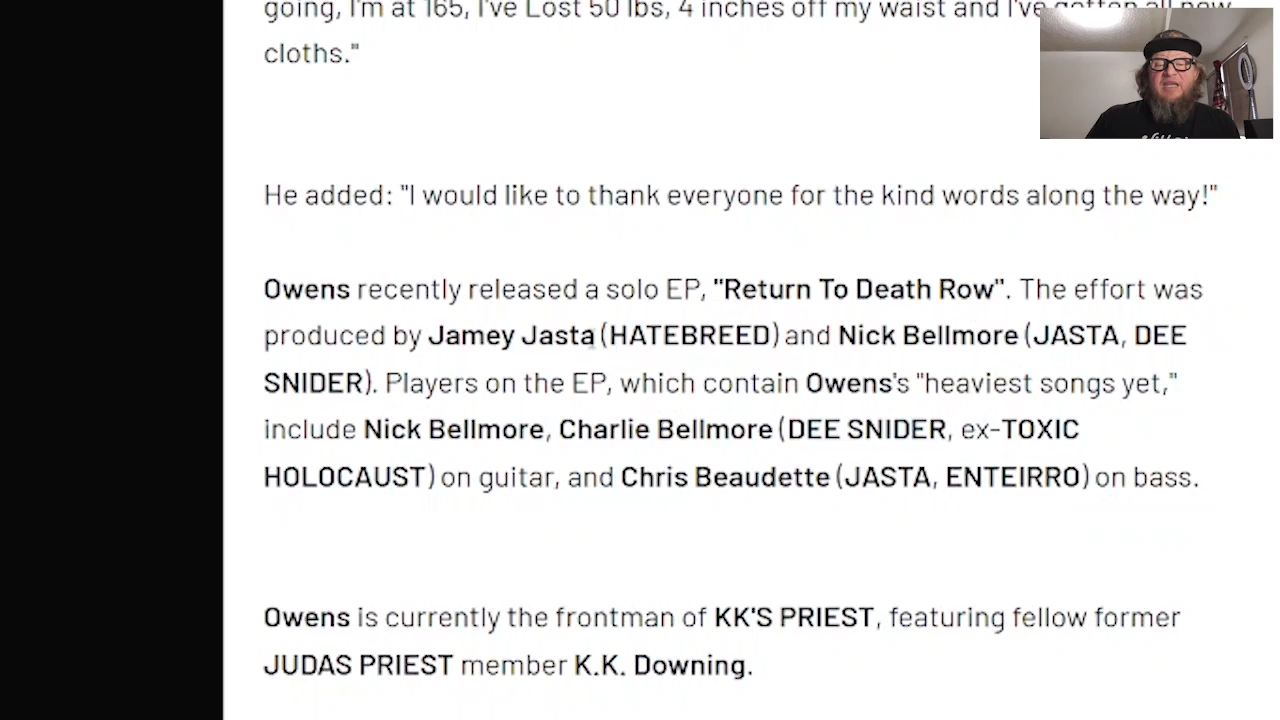 going, I'm at 165, I've Lost 50 lbs, 4 inches off my waist and I've gotten all new
cloths."
He added: "I would like to thank everyone for the kind words along the way!"
Owens recently released a solo EP, "Return To Death Row". The effort was
produced by Jamey Jasta (HATEBREED) and Nick Bellmore (JASTA, DEE
SNIDER). Players on the EP, which contain Owens's "heaviest songs yet,"
include Nick Bellmore, Charlie Bellmore (DEE SNIDER, ex-TOXIC
HOLOCAUST) on guitar, and Chris Beaudette (JASTA, ENTEIRRO) on bass.
Owens is currently the frontman of KK'S PRIEST, featuring fellow former
JUDAS PRIEST member K.K. Downing.